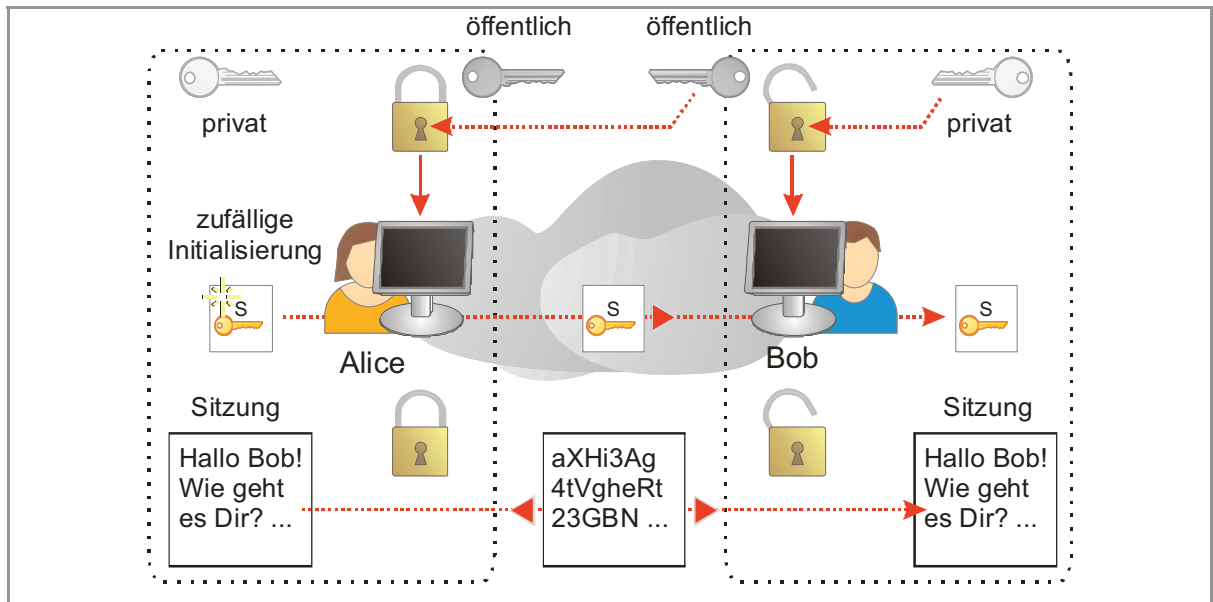 öffentlich
öffentlich
privat
privat
zufällige
Initialisierung
S
S
S
Alice
Bob
Sitzung
Sitzung
Hallo Bob!
Wie geht
es Dir? ...
aXHi3Ag
4tVgheRt
23GBN ...
Hallo Bob!
Wie geht
es Dir? ...